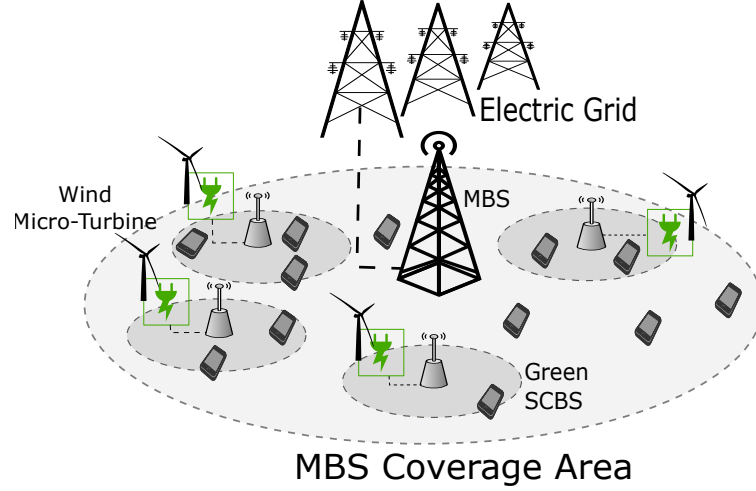 Electric Grid
Wind
Micro-Turbine
MBS
Green
SCBS
MBS Coverage Area